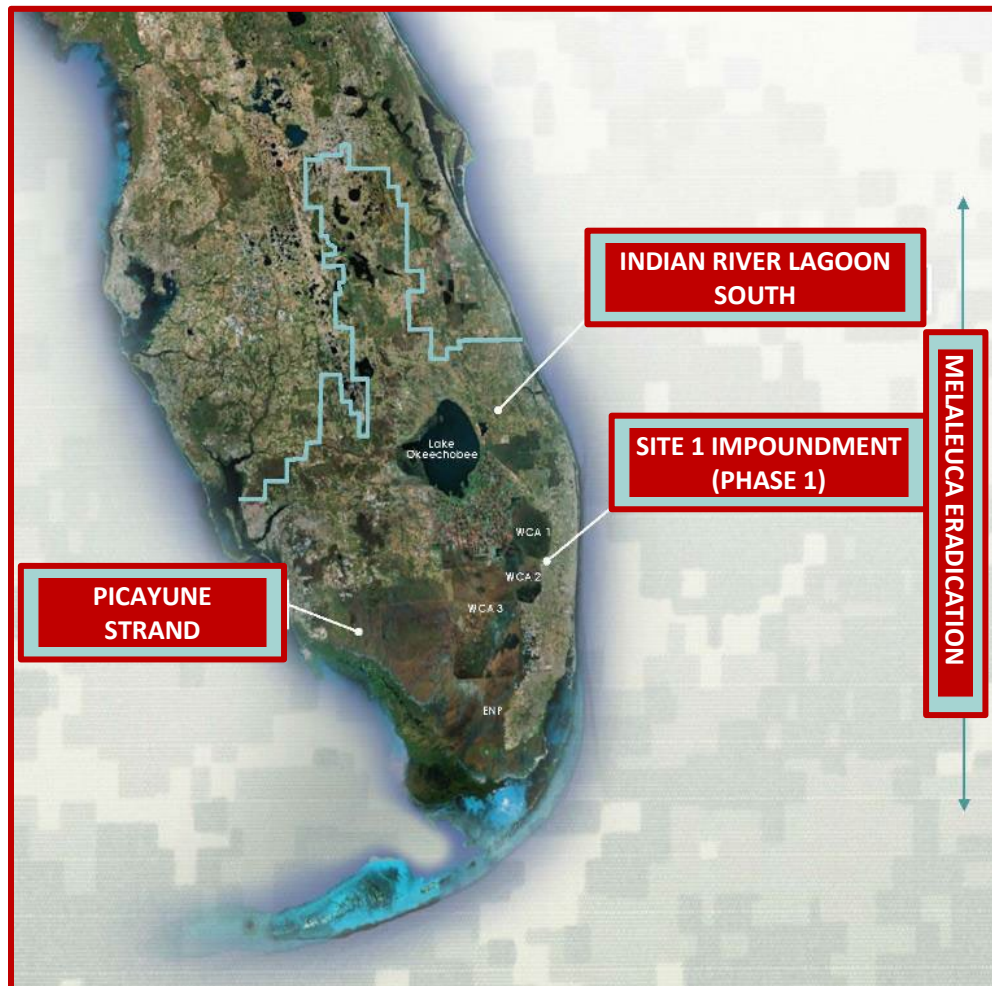 INDIAN RIVER LAGOON
SOUTH
MELALEUCA ERADICATION
SITE 1 IMPOUNDMENT
(PHASE 1)
Lake
Okeechobee
WCA 1
WCA 2
WCA 3
PICAYUNE
STRAND
ENP